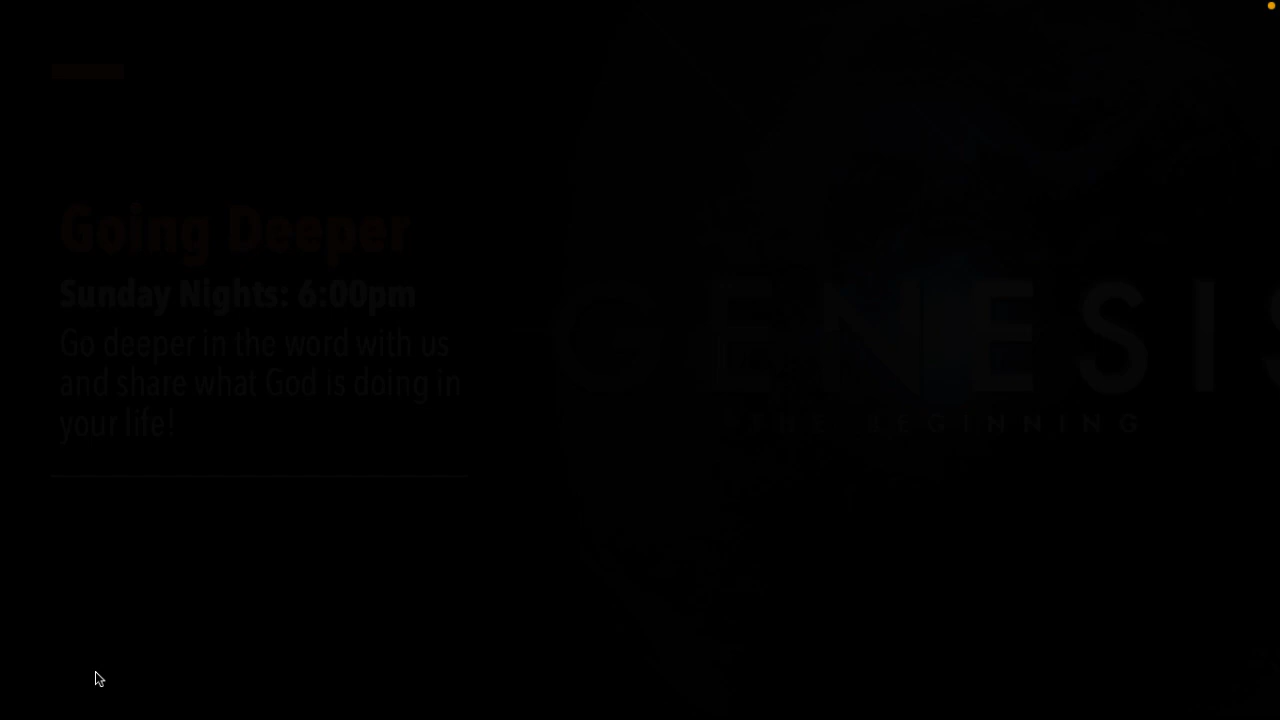 Going Deeper
Sunday Nights: 6:00pm
Go deeper in the word with us
and share what God is doing in
your life!
GENESIS
THE BEGINNING